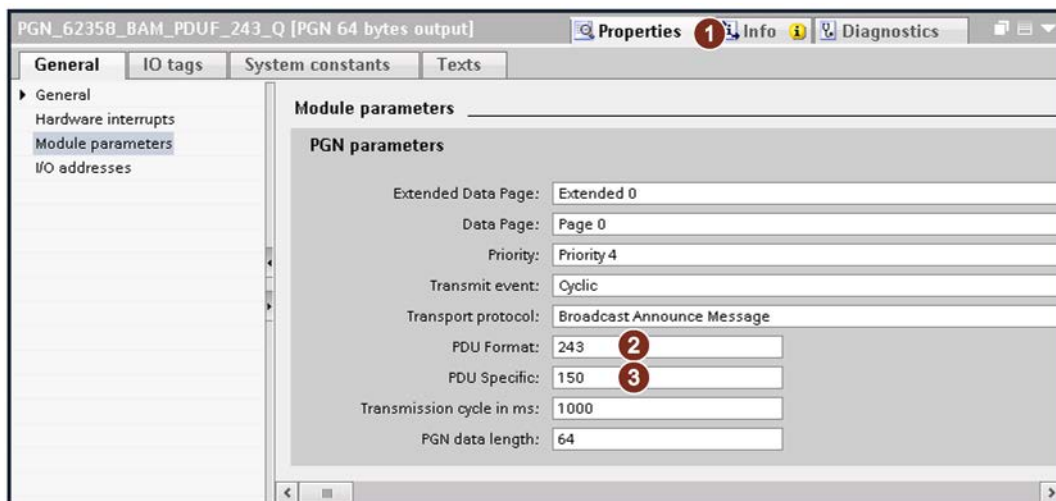 PGN_62358_BAM_PDUF_243_Q [PGN 64 bytes output]
Properties
1
Info
Diagnostics
General
IO tags
System constants
Texts
General
Hardware interrupts
Module parameters
I/O addresses
Module parameters
PGN parameters
Extended Data Page: Extended 0
Data Page: Page 0
Priority: Priority 4
Transmit event: Cyclic
Transport protocol: Broadcast Announce Message
PDU Format: 243 2
PDU Specific: 150 3
Transmission cycle in ms: 1000
PGN data length: 64